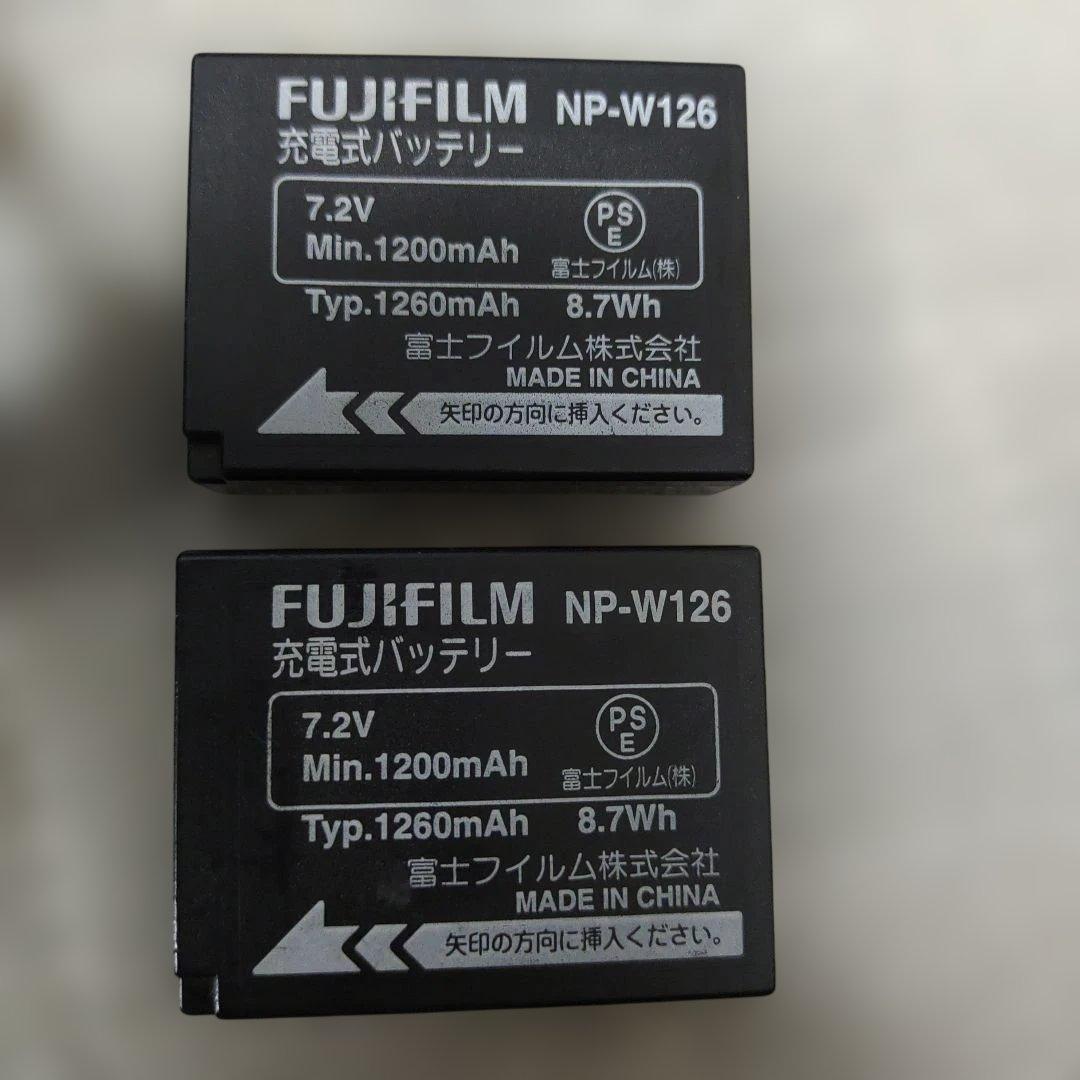 FUJIFILM NP-W126
充電式バッテリー
7.2V
Min.1200mAh
PS
E
富士フイルム(株)
Typ.1260mAh 8.7Wh
富士フイルム株式会社
MADE IN CHINA
矢印の方向に挿入ください。
FUJIFILM NP-W126
充電式バッテリー
7.2V
Min.1200mAh
PS
E
富士フイルム(株)
Typ.1260mAh 8.7Wh
富士フイルム株式会社
MADE IN CHINA
矢印の方向に挿入ください。